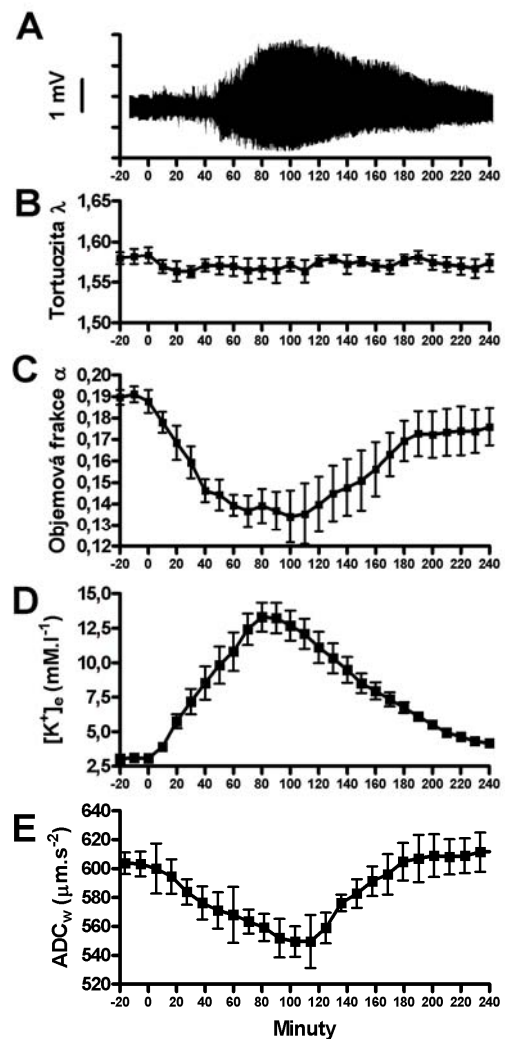 A
1 mV
-20 0 20 40 60 80 100 120 140 160 180 200 220 240
B
Tortuozita λ
1,65
1,60
1,55
1,50
-20 0 20 40 60 80 100 120 140 160 180 200 220 240
C
Objemová frakce α
0,20
0,19
0,18
0,17
0,16
0,15
0,14
0,13
0,12
-20 0 20 40 60 80 100 120 140 160 180 200 220 240
D
[K⁺]ₑ (mM.l⁻¹)
15,0
12,5
10,0
7,5
5,0
2,5
-20 0 20 40 60 80 100 120 140 160 180 200 220 240
E
ADCw (μm.s⁻²)
640
620
600
580
560
540
520
-20 0 20 40 60 80 100 120 140 160 180 200 220 240
Minuty